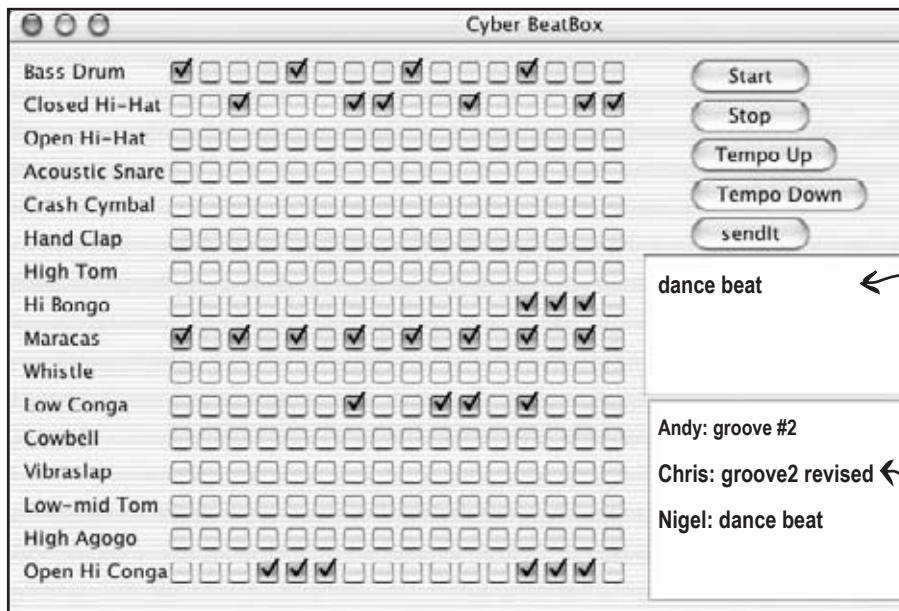 Cyber BeatBox
Bass Drum
Closed Hi-Hat
Open Hi-Hat
Acoustic Snare
Crash Cymbal
Hand Clap
High Tom
Hi Bongo
Maracas
Whistle
Low Conga
Cowbell
Vibraslap
Low-mid Tom
High Agogo
Open Hi Conga
Start
Stop
Tempo Up
Tempo Down
sendIt
dance beat
Andy: groove #2
Chris: groove2 revised
Nigel: dance beat